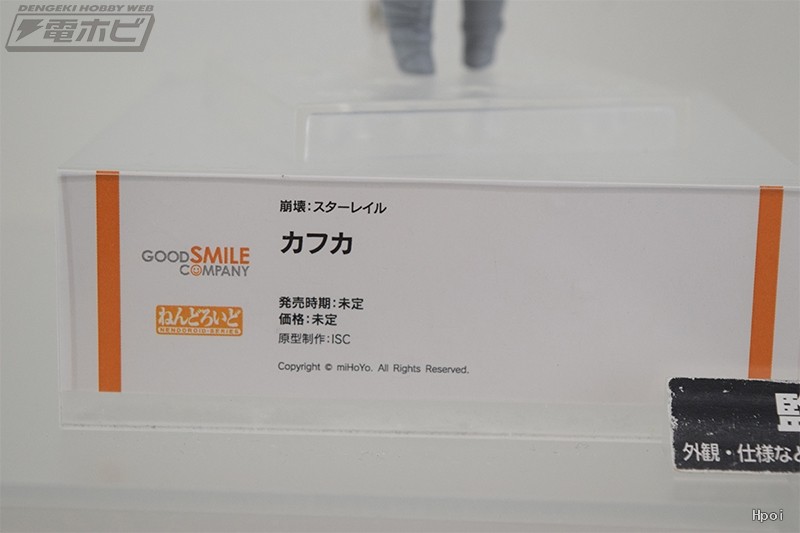 DENGEKI HOBBY WEB
電ホビ
崩壊：スターレイル
カフカ
GOOD SMILE
COMPANY
発売時期：未定
ねんどろいど
NENDOROID-SERIES
価格：未定
原型制作：ISC
Copyright © miHoYo. All Rights Reserved.
監
外観・仕様など
Hpoi